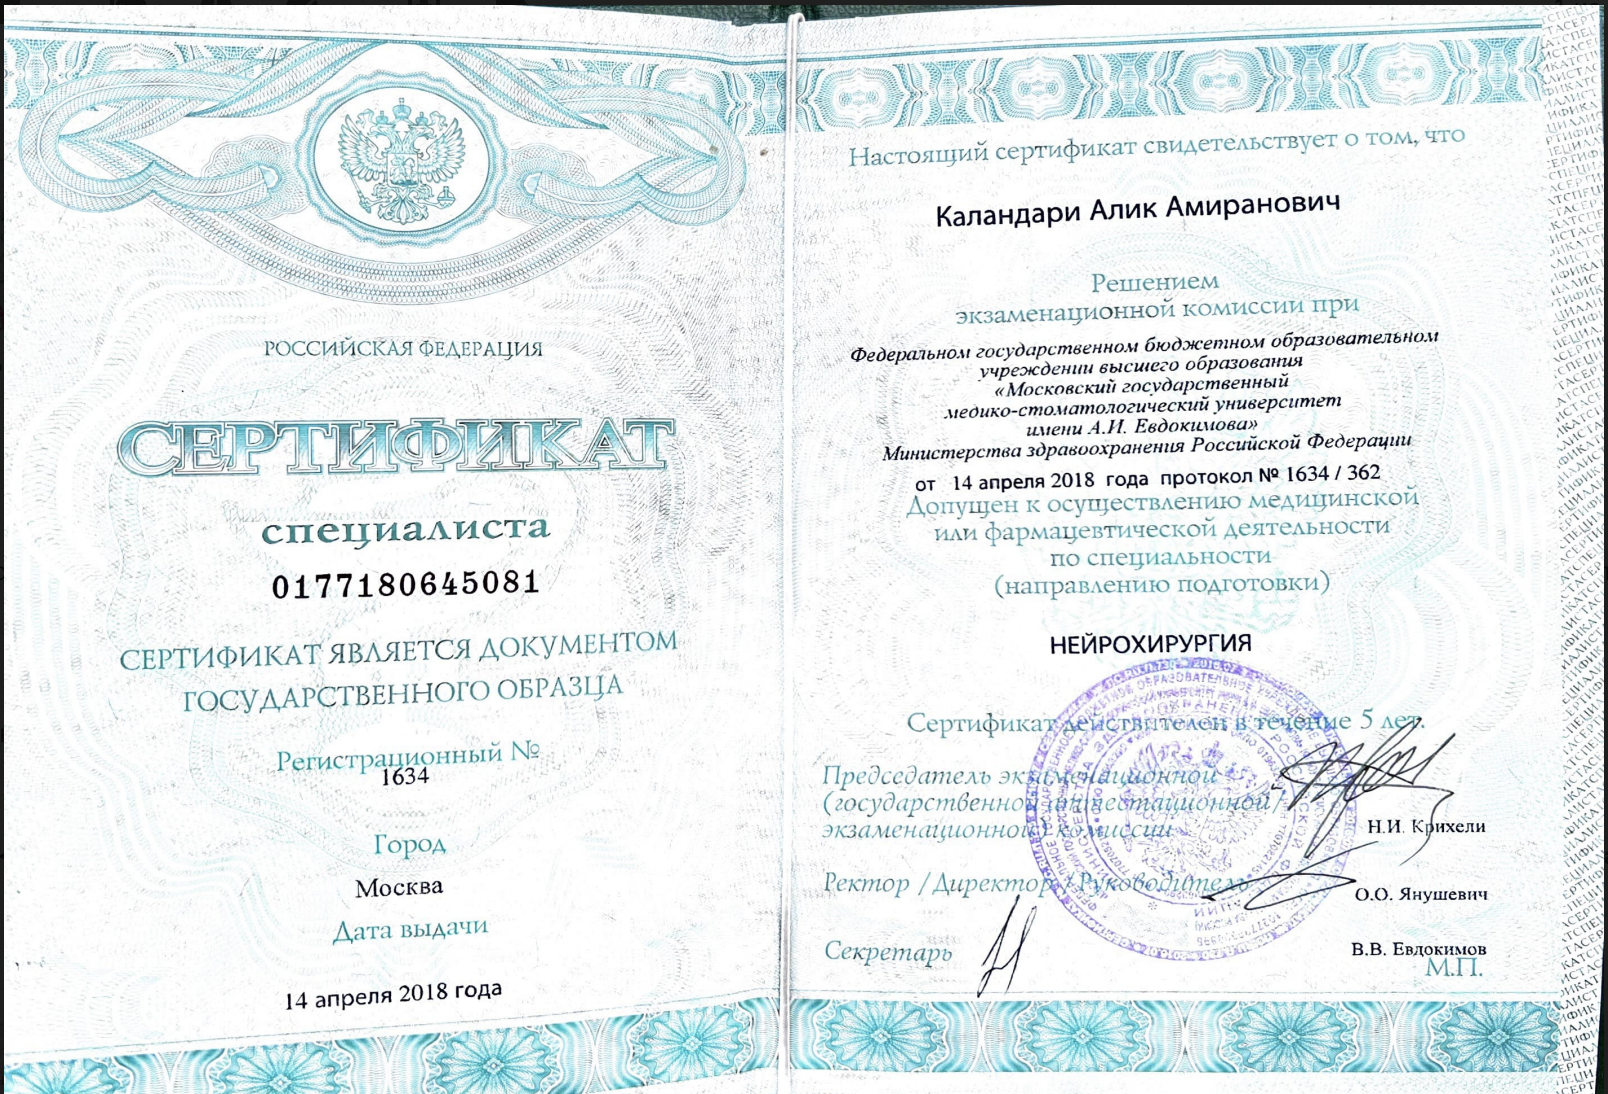 РОССИЙСКАЯ ФЕДЕРАЦИЯ
СЕРТИФИКАТ
специалиста
0177180645081
СЕРТИФИКАТ ЯВЛЯЕТСЯ ДОКУМЕНТОМ
ГОСУДАРСТВЕННОГО ОБРАЗЦА
Регистрационный №
1634
Город
Москва
Дата выдачи
14 апреля 2018 года
Настоящий сертификат свидетельствует о том, что
Каландари Алик Амиранович
Решением
экзаменационной комиссии при
Федеральном государственном бюджетном образовательном
учреждении высшего образования
«Московский государственный
медико-стоматологический университет
имени А.И. Евдокимова»
Министерства здравоохранения Российской Федерации
от 14 апреля 2018 года протокол № 1634 / 362
Допущен к осуществлению медицинской
или фармацевтической деятельности
по специальности
(направлению подготовки)
НЕЙРОХИРУРГИЯ
Сертификат действителен в течение 5 лет.
Председатель экзаменационной
(государственной аттестационной/
экзаменационной) комиссии
Н.И. Крихели
Ректор /Директор /Руководитель
О.О. Янушевич
Секретарь
В.В. Евдокимов
М.П.